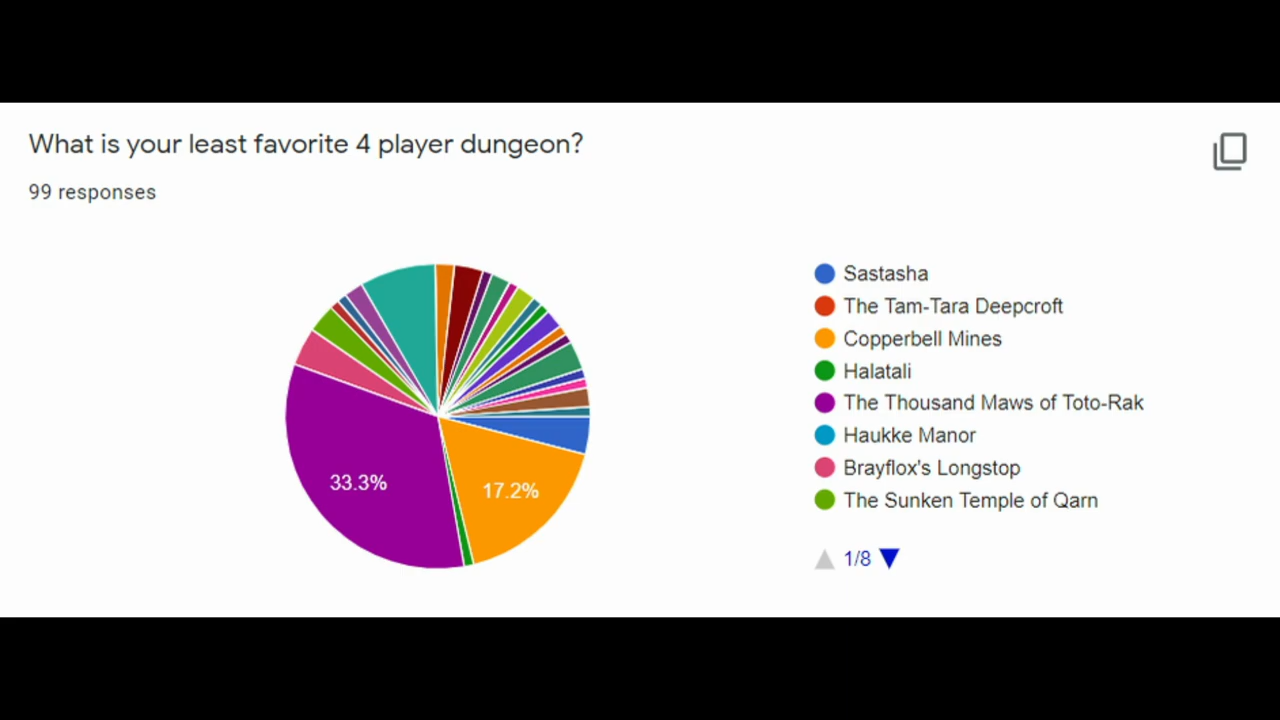 What is your least favorite 4 player dungeon?
99 responses
33.3%
17.2%
Sastasha
The Tam-Tara Deepcroft
Copperbell Mines
Halatali
The Thousand Maws of Toto-Rak
Haukke Manor
Brayflox's Longstop
The Sunken Temple of Qarn
1/8